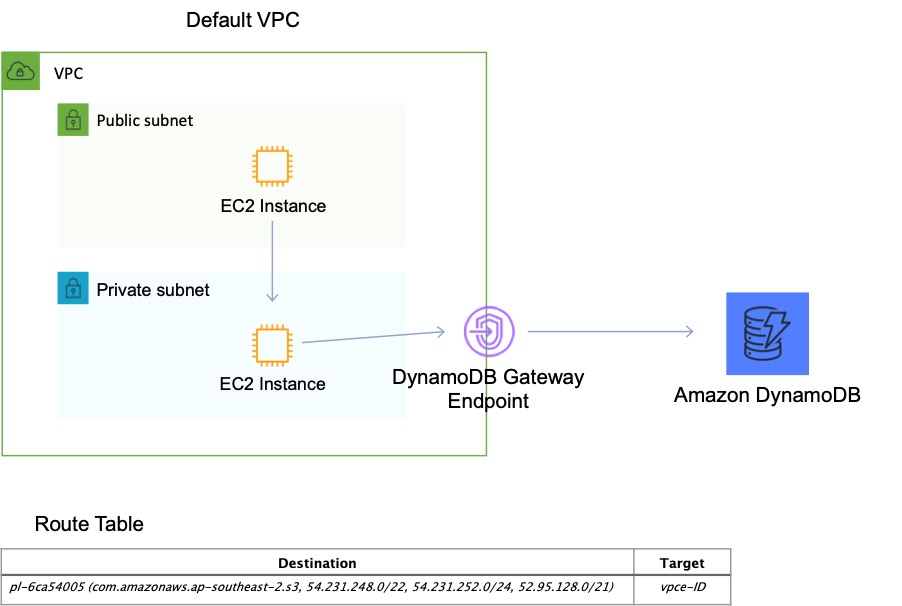 Default VPC
VPC
Public subnet
EC2 Instance
Private subnet
EC2 Instance
DynamoDB Gateway
Endpoint
Amazon DynamoDB
Route Table
Destination Target
pl-6ca54005 (com.amazonaws.ap-southeast-2.s3, 54.231.248.0/22, 54.231.252.0/24, 52.95.128.0/21) vpce-ID